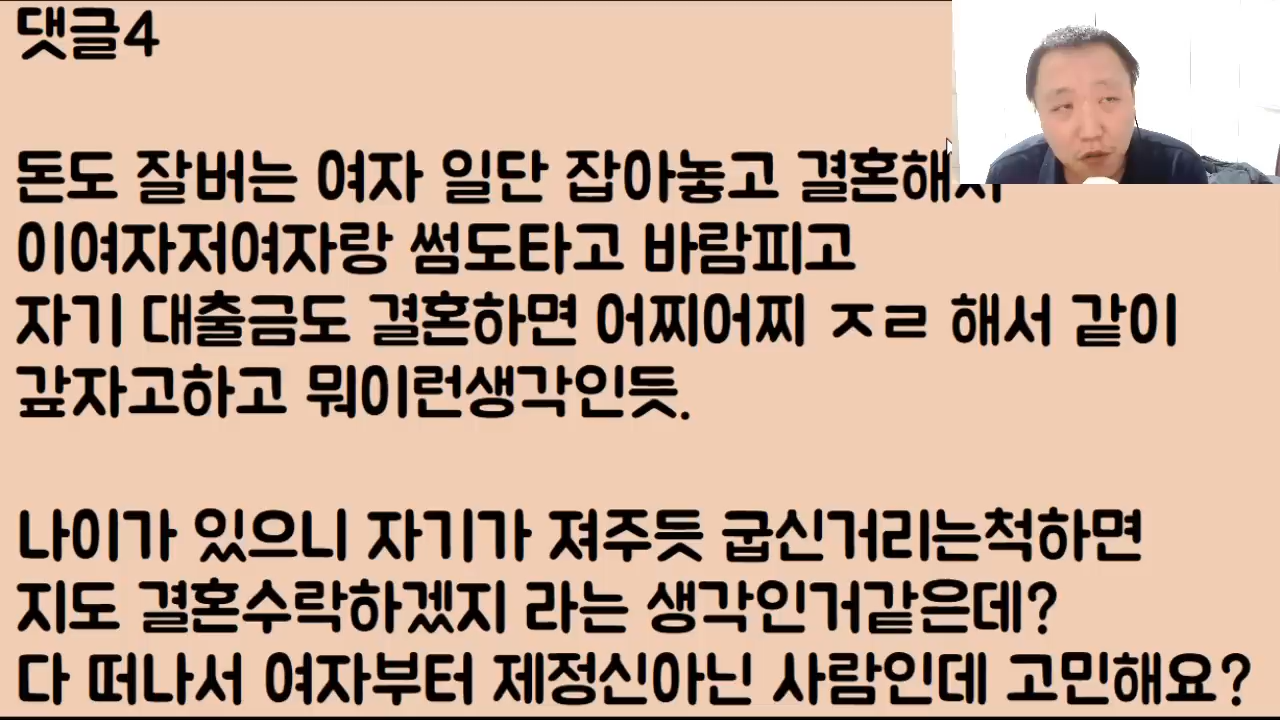 댓글4
돈도 잘버는 여자 일단 잡아놓고 결혼해서
이여자저여자랑 썸도타고 바람피고
자기 대출금도 결혼하면 어찌어찌 ㅈㄹ 해서 같이
갚자고하고 뭐이런생각인듯.
나이가 있으니 자기가 져주듯 굽신거리는척하면
지도 결혼수락하겠지 라는 생각인거같은데?
다 떠나서 여자부터 제정신아닌 사람인데 고민해요?